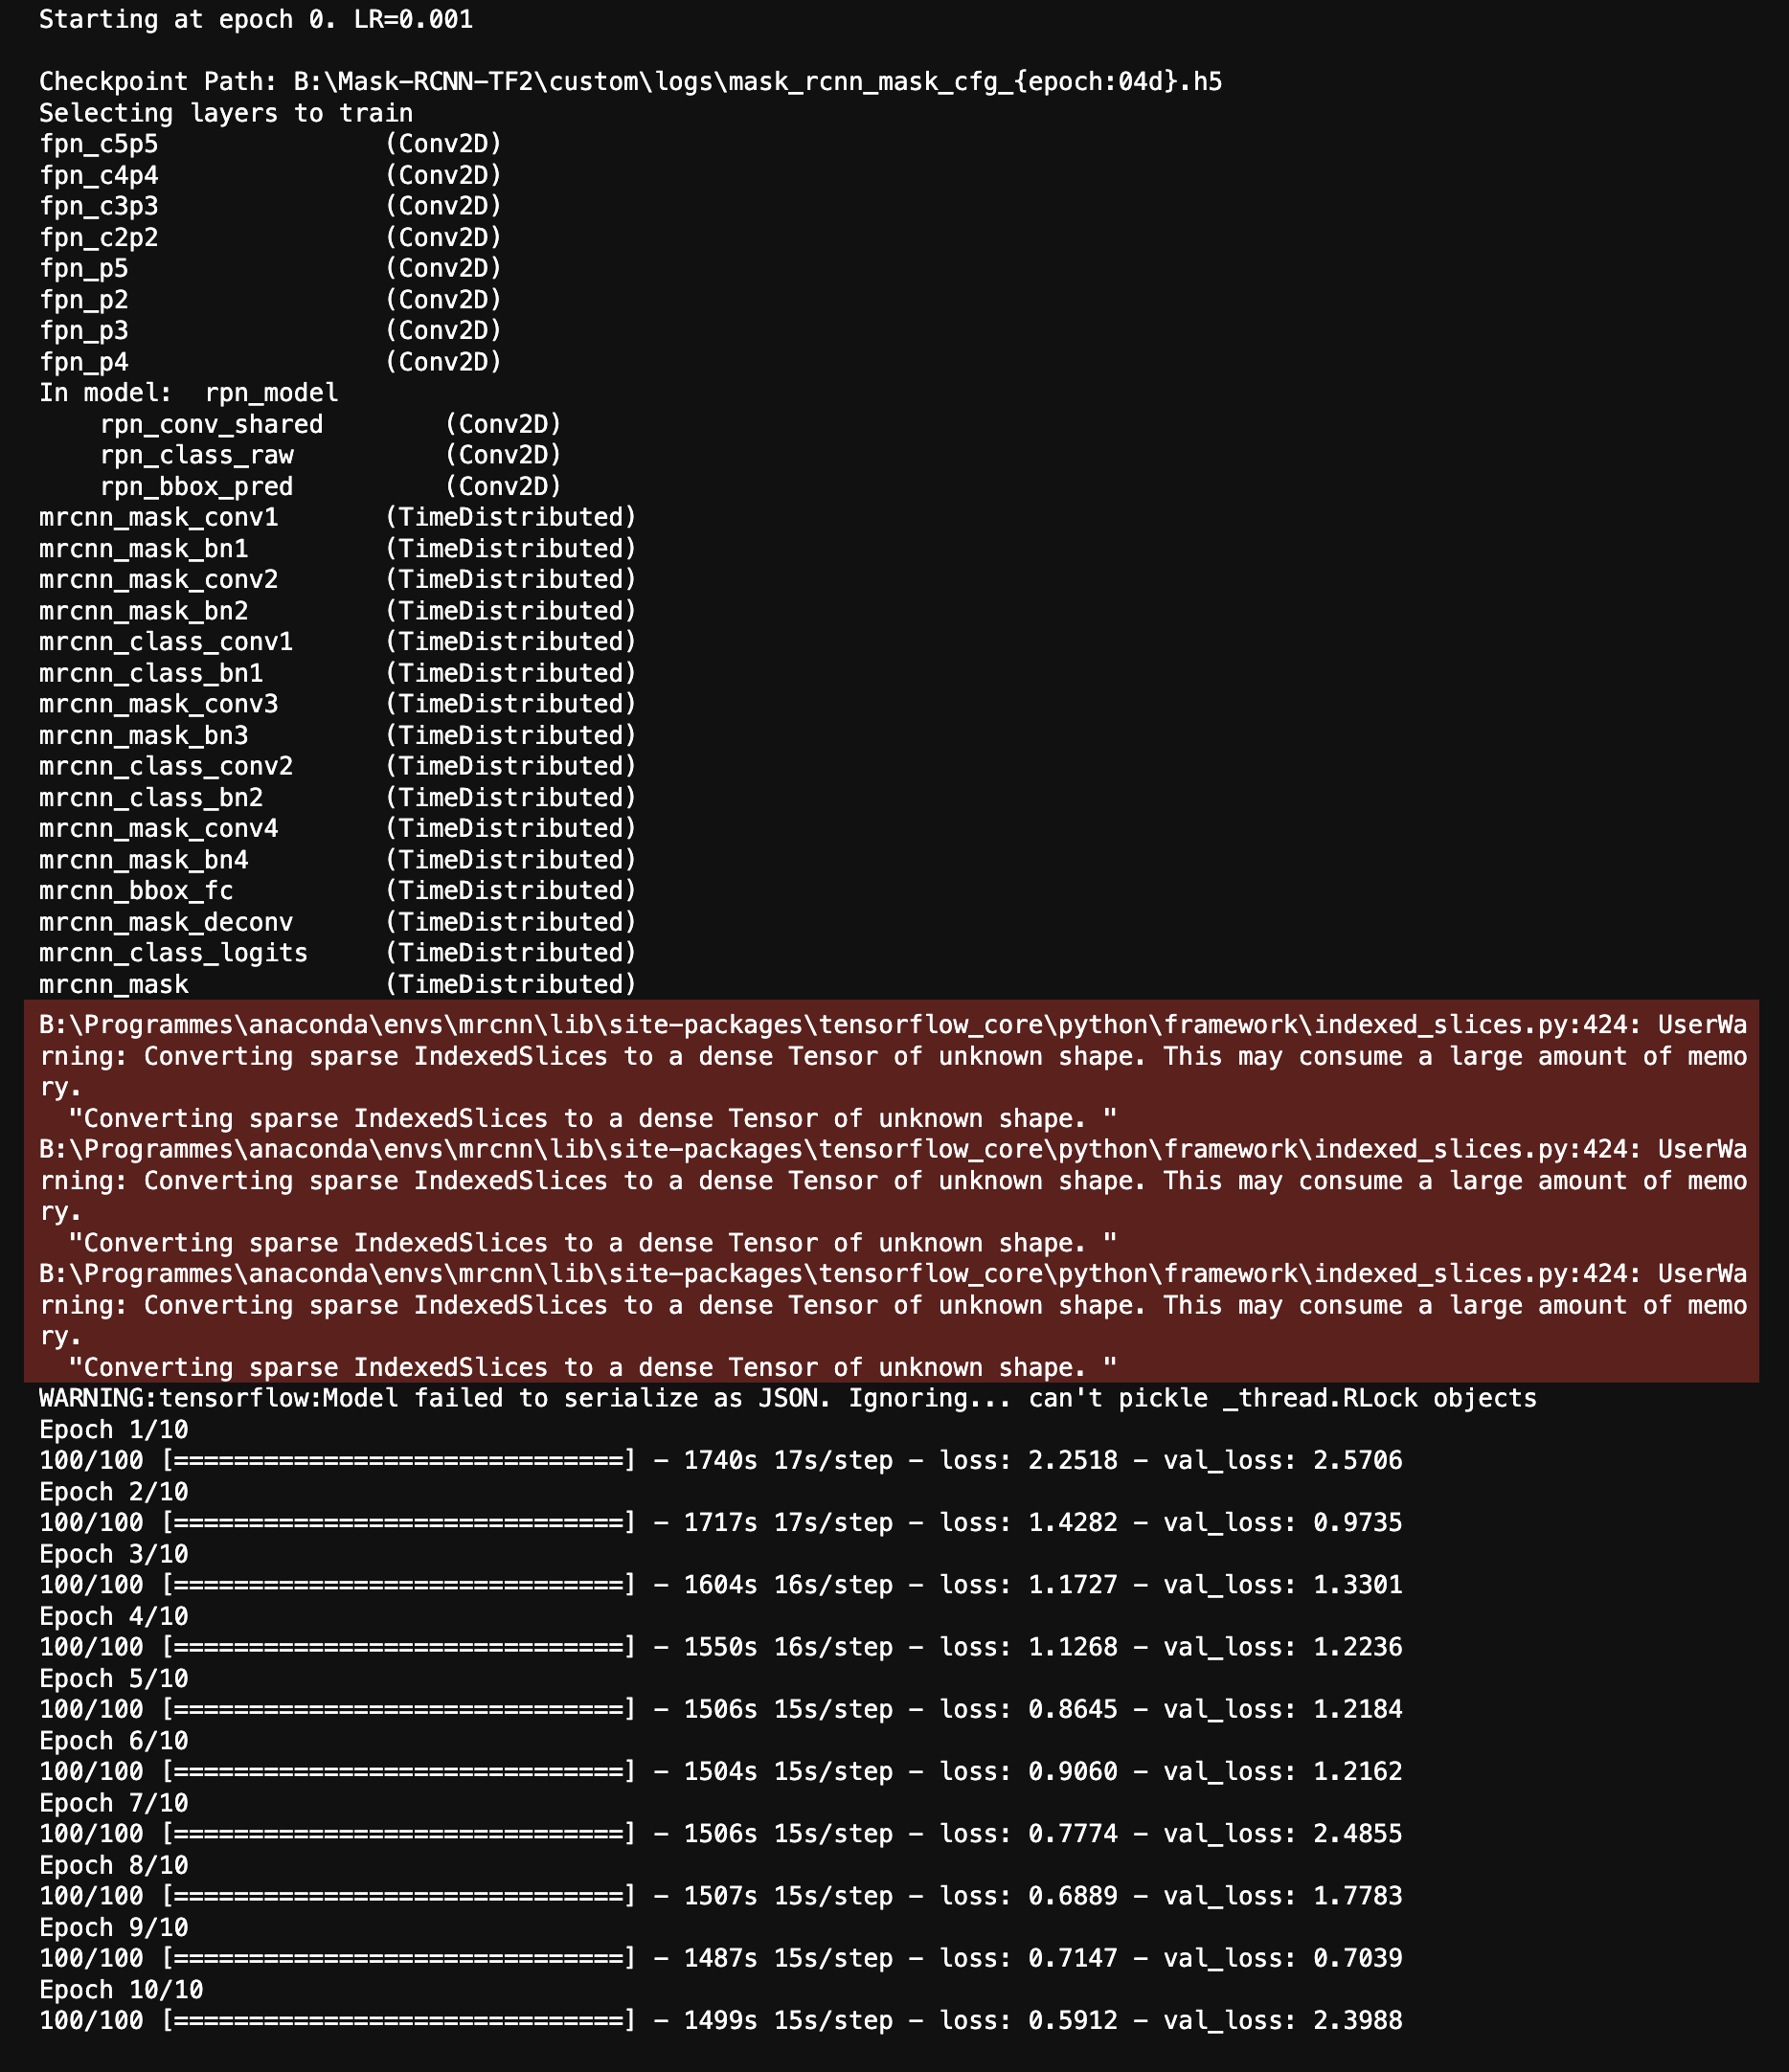 Starting at epoch 0. LR=0.001

Checkpoint Path: B:\Mask-RCNN-TF2\custom\logs\mask_rcnn_mask_cfg_{epoch:04d}.h5
Selecting layers to train
fpn_c5p5               (Conv2D)
fpn_c4p4               (Conv2D)
fpn_c3p3               (Conv2D)
fpn_c2p2               (Conv2D)
fpn_p5                 (Conv2D)
fpn_p2                 (Conv2D)
fpn_p3                 (Conv2D)
fpn_p4                 (Conv2D)
In model:  rpn_model
    rpn_conv_shared        (Conv2D)
    rpn_class_raw          (Conv2D)
    rpn_bbox_pred          (Conv2D)
mrcnn_mask_conv1       (TimeDistributed)
mrcnn_mask_bn1         (TimeDistributed)
mrcnn_mask_conv2       (TimeDistributed)
mrcnn_mask_bn2         (TimeDistributed)
mrcnn_class_conv1      (TimeDistributed)
mrcnn_class_bn1        (TimeDistributed)
mrcnn_mask_conv3       (TimeDistributed)
mrcnn_mask_bn3         (TimeDistributed)
mrcnn_class_conv2      (TimeDistributed)
mrcnn_class_bn2        (TimeDistributed)
mrcnn_mask_conv4       (TimeDistributed)
mrcnn_mask_bn4         (TimeDistributed)
mrcnn_bbox_fc          (TimeDistributed)
mrcnn_mask_deconv      (TimeDistributed)
mrcnn_class_logits     (TimeDistributed)
mrcnn_mask             (TimeDistributed)
B:\Programmes\anaconda\envs\mrcnn\lib\site-packages\tensorflow_core\python\framework\indexed_slices.py:424: UserWa
rning: Converting sparse IndexedSlices to a dense Tensor of unknown shape. This may consume a large amount of memo
ry.
  "Converting sparse IndexedSlices to a dense Tensor of unknown shape. "
B:\Programmes\anaconda\envs\mrcnn\lib\site-packages\tensorflow_core\python\framework\indexed_slices.py:424: UserWa
rning: Converting sparse IndexedSlices to a dense Tensor of unknown shape. This may consume a large amount of memo
ry.
  "Converting sparse IndexedSlices to a dense Tensor of unknown shape. "
B:\Programmes\anaconda\envs\mrcnn\lib\site-packages\tensorflow_core\python\framework\indexed_slices.py:424: UserWa
rning: Converting sparse IndexedSlices to a dense Tensor of unknown shape. This may consume a large amount of memo
ry.
  "Converting sparse IndexedSlices to a dense Tensor of unknown shape. "
WARNING:tensorflow:Model failed to serialize as JSON. Ignoring... can't pickle _thread.RLock objects
Epoch 1/10
100/100 [==============================] - 1740s 17s/step - loss: 2.2518 - val_loss: 2.5706
Epoch 2/10
100/100 [==============================] - 1717s 17s/step - loss: 1.4282 - val_loss: 0.9735
Epoch 3/10
100/100 [==============================] - 1604s 16s/step - loss: 1.1727 - val_loss: 1.3301
Epoch 4/10
100/100 [==============================] - 1550s 16s/step - loss: 1.1268 - val_loss: 1.2236
Epoch 5/10
100/100 [==============================] - 1506s 15s/step - loss: 0.8645 - val_loss: 1.2184
Epoch 6/10
100/100 [==============================] - 1504s 15s/step - loss: 0.9060 - val_loss: 1.2162
Epoch 7/10
100/100 [==============================] - 1506s 15s/step - loss: 0.7774 - val_loss: 2.4855
Epoch 8/10
100/100 [==============================] - 1507s 15s/step - loss: 0.6889 - val_loss: 1.7783
Epoch 9/10
100/100 [==============================] - 1487s 15s/step - loss: 0.7147 - val_loss: 0.7039
Epoch 10/10
100/100 [==============================] - 1499s 15s/step - loss: 0.5912 - val_loss: 2.3988